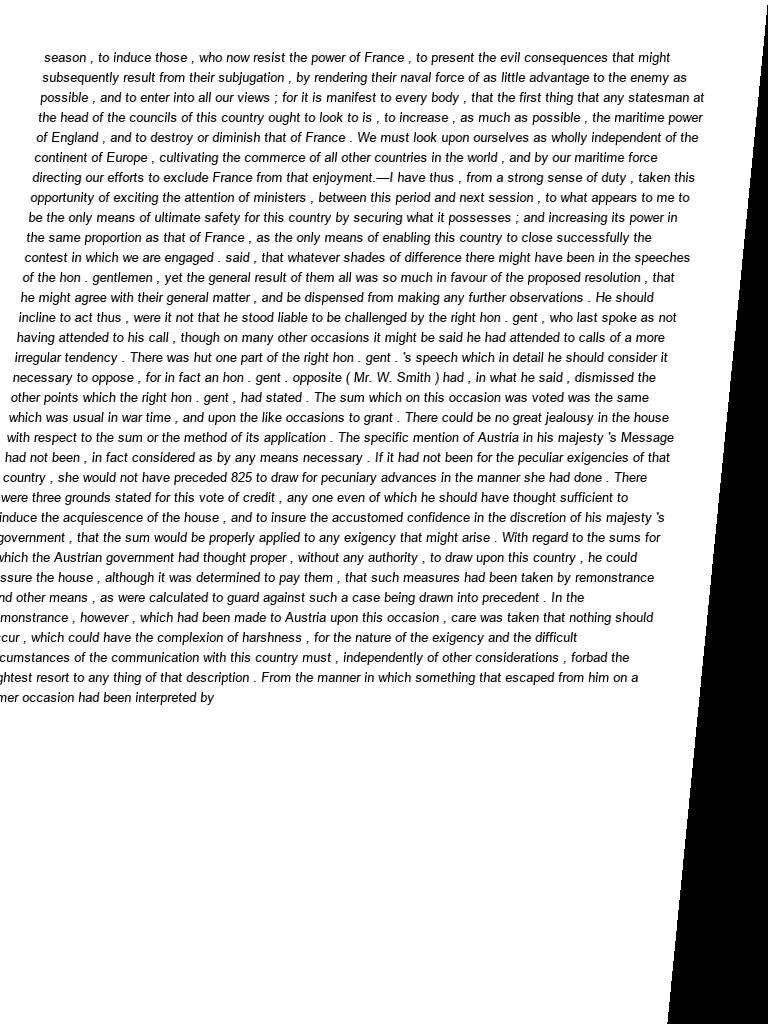 season , to induce those , who now resist the power of France , to present the evil consequences that might
subsequently result from their subjugation , by rendering their naval force of as little advantage to the enemy as
possible , and to enter into all our views ; for it is manifest to every body , that the first thing that any statesman at
the head of the councils of this country ought to look to is , to increase , as much as possible , the maritime power
of England , and to destroy or diminish that of France . We must look upon ourselves as wholly independent of the
continent of Europe , cultivating the commerce of all other countries in the world , and by our maritime force
directing our efforts to exclude France from that enjoyment.—I have thus , from a strong sense of duty , taken this
opportunity of exciting the attention of ministers , between this period and next session , to what appears to me to
be the only means of ultimate safety for this country by securing what it possesses ; and increasing its power in
the same proportion as that of France , as the only means of enabling this country to close successfully the
contest in which we are engaged . said , that whatever shades of difference there might have been in the speeches
of the hon . gentlemen , yet the general result of them all was so much in favour of the proposed resolution , that
he might agree with their general matter , and be dispensed from making any further observations . He should
incline to act thus , were it not that he stood liable to be challenged by the right hon . gent , who last spoke as not
having attended to his call , though on many other occasions it might be said he had attended to calls of a more
irregular tendency . There was hut one part of the right hon . gent . 's speech which in detail he should consider it
necessary to oppose , for in fact an hon . gent . opposite ( Mr. W. Smith ) had , in what he said , dismissed the
other points which the right hon . gent , had stated . The sum which on this occasion was voted was the same
which was usual in war time , and upon the like occasions to grant . There could be no great jealousy in the house
with respect to the sum or the method of its application . The specific mention of Austria in his majesty 's Message
had not been , in fact considered as by any means necessary . If it had not been for the peculiar exigencies of that
country , she would not have preceded 825 to draw for pecuniary advances in the manner she had done . There
were three grounds stated for this vote of credit , any one even of which he should have thought sufficient to
induce the acquiescence of the house , and to insure the accustomed confidence in the discretion of his majesty 's
government , that the sum would be properly applied to any exigency that might arise . With regard to the sums for
which the Austrian government had thought proper , without any authority , to draw upon this country , he could
ssure the house , although it was determined to pay them , that such measures had been taken by remonstrance
nd other means , as were calculated to guard against such a case being drawn into precedent . In the
monstrance , however , which had been made to Austria upon this occasion , care was taken that nothing should
cur , which could have the complexion of harshness , for the nature of the exigency and the difficult
cumstances of the communication with this country must , independently of other considerations , forbad the
ghtest resort to any thing of that description . From the manner in which something that escaped from him on a
mer occasion had been interpreted by